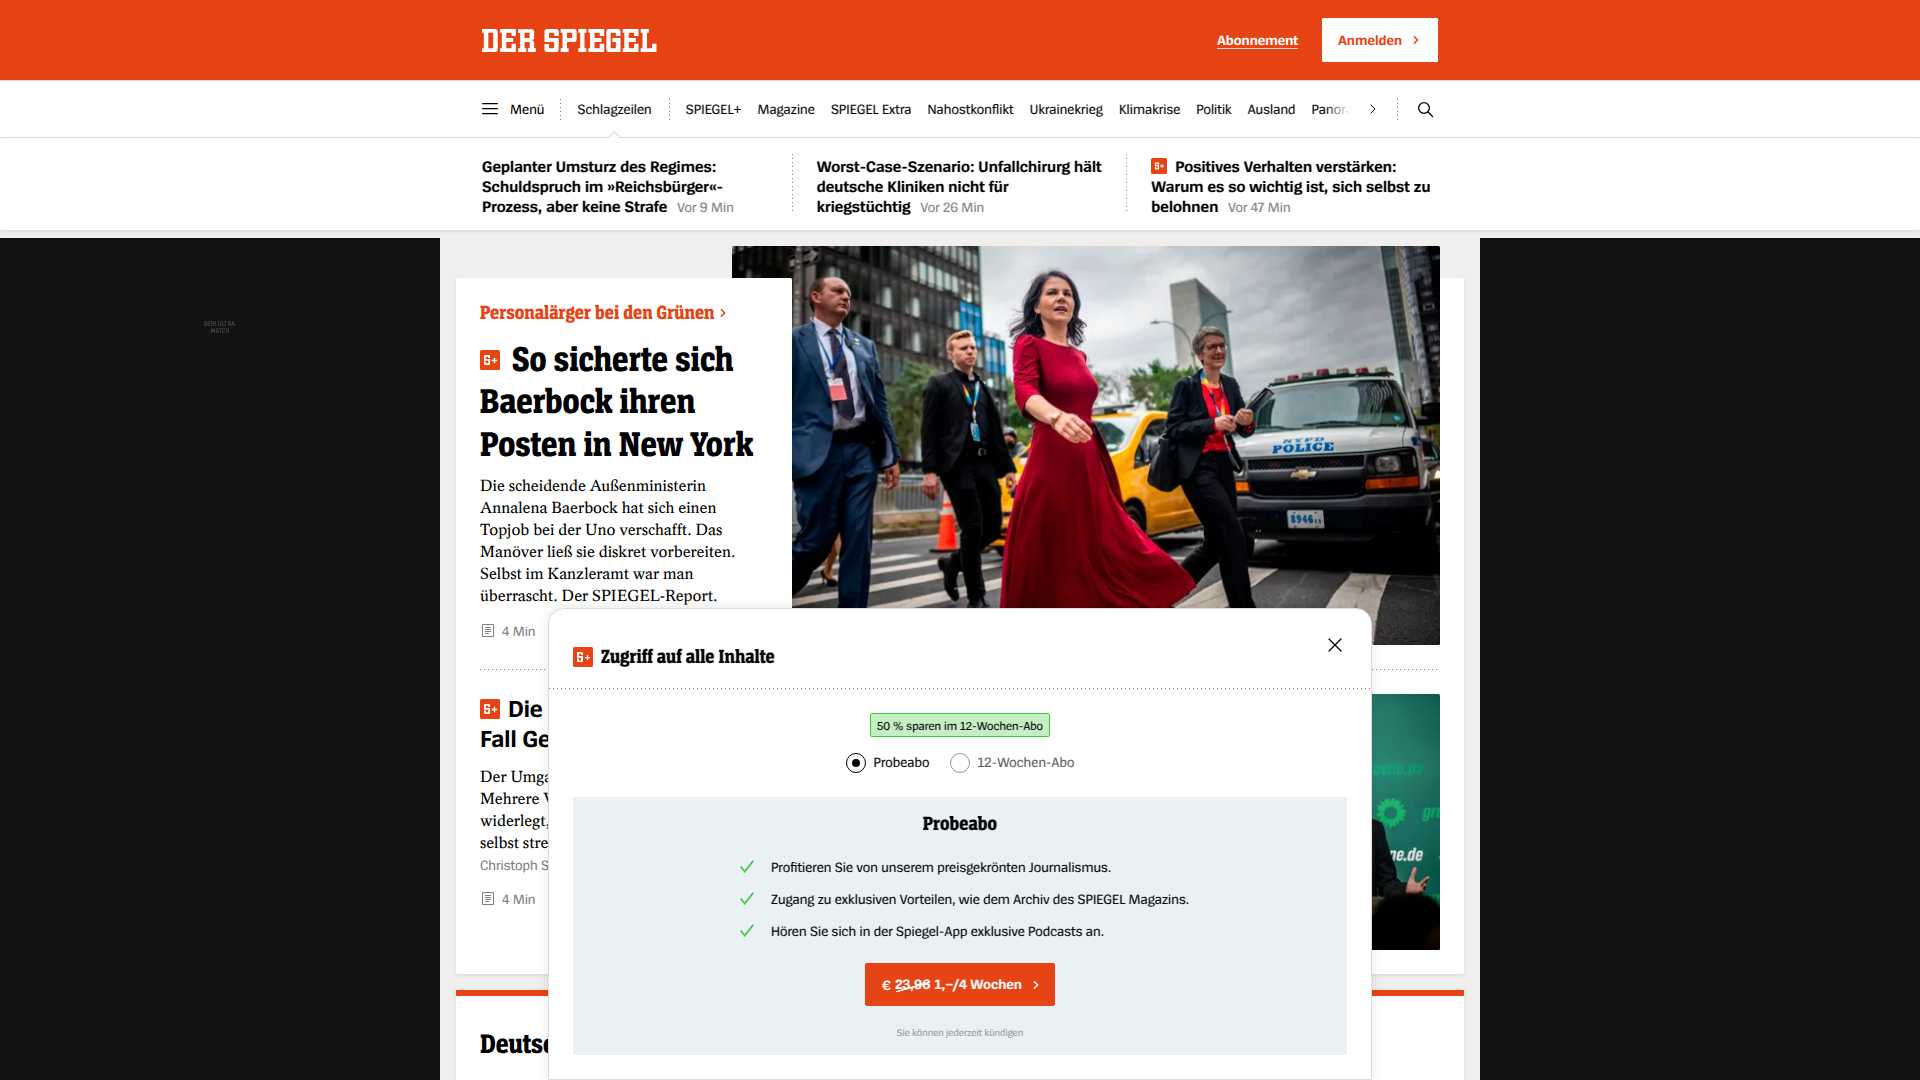 DER SPIEGEL
Abonnement
Anmelden
Menü
Schlagzeilen
SPIEGEL+
Magazine
SPIEGEL Extra
Nahostkonflikt
Ukrainekrieg
Klimakrise
Politik
Ausland
Geplanter Umsturz des Regimes:
Schuldspruch im »Reichsbürger«-
Prozess, aber keine Strafe Vor 9 Min
Worst-Case-Szenario: Unfallchirurg hält
deutsche Kliniken nicht für
kriegstüchtig Vor 26 Min
S+ Positives Verhalten verstärken:
Warum es so wichtig ist, sich selbst zu
belohnen Vor 47 Min
DEIN ULTRA
MATCH
Personalärger bei den Grünen
S+ So sicherte sich
Baerbock ihren
Posten in New York
Die scheidende Außenministerin
Annalena Baerbock hat sich einen
Topjob bei der Uno verschafft. Das
Manöver ließ sie diskret vorbereiten.
Selbst im Kanzleramt war man
überrascht. Der SPIEGEL-Report.
4 Min
NYPD
POLICE
8946
S+ Die
Fall Ge
Der Umga
Mehrere
widerlegt,
selbst stre
Christoph S
4 Min
ne.de
S+ Zugriff auf alle Inhalte
50 % sparen im 12-Wochen-Abo
Probeabo
12-Wochen-Abo
Probeabo
Profitieren Sie von unserem preisgekrönten Journalismus.
Zugang zu exklusiven Vorteilen, wie dem Archiv des SPIEGEL Magazins.
Hören Sie sich in der Spiegel-App exklusive Podcasts an.
€ 23,96 1,–/4 Wochen
Sie können jederzeit kündigen